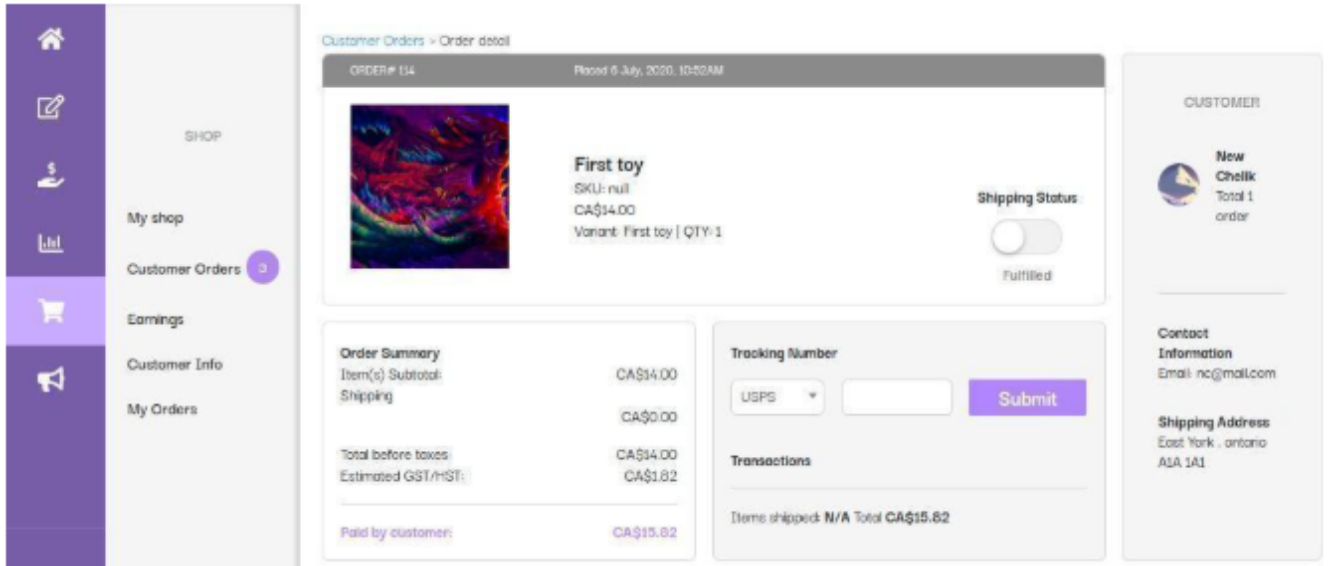 Customer Orders > Order detail
ORDER# 114
Placed 6 July, 2020, 10:52AM
SHOP
My shop
Customer Orders 3
Earnings
Customer Info
My Orders
First toy
SKU: null
CA$14.00
Variant: First toy | QTY: 1
Shipping Status
Fulfilled
Order Summary
Item(s) Subtotal: CA$14.00
Shipping
CA$0.00
Total before taxes: CA$14.00
Estimated GST/HST: CA$1.82
Paid by customer: CA$15.82
Tracking Number
USPS
Submit
Transactions
Items shipped: N/A Total CA$15.82
CUSTOMER
New
Chelik
Total 1
order
Contact
Information
Email: nc@mail.com
Shipping Address
East York , ontario
A1A 1A1